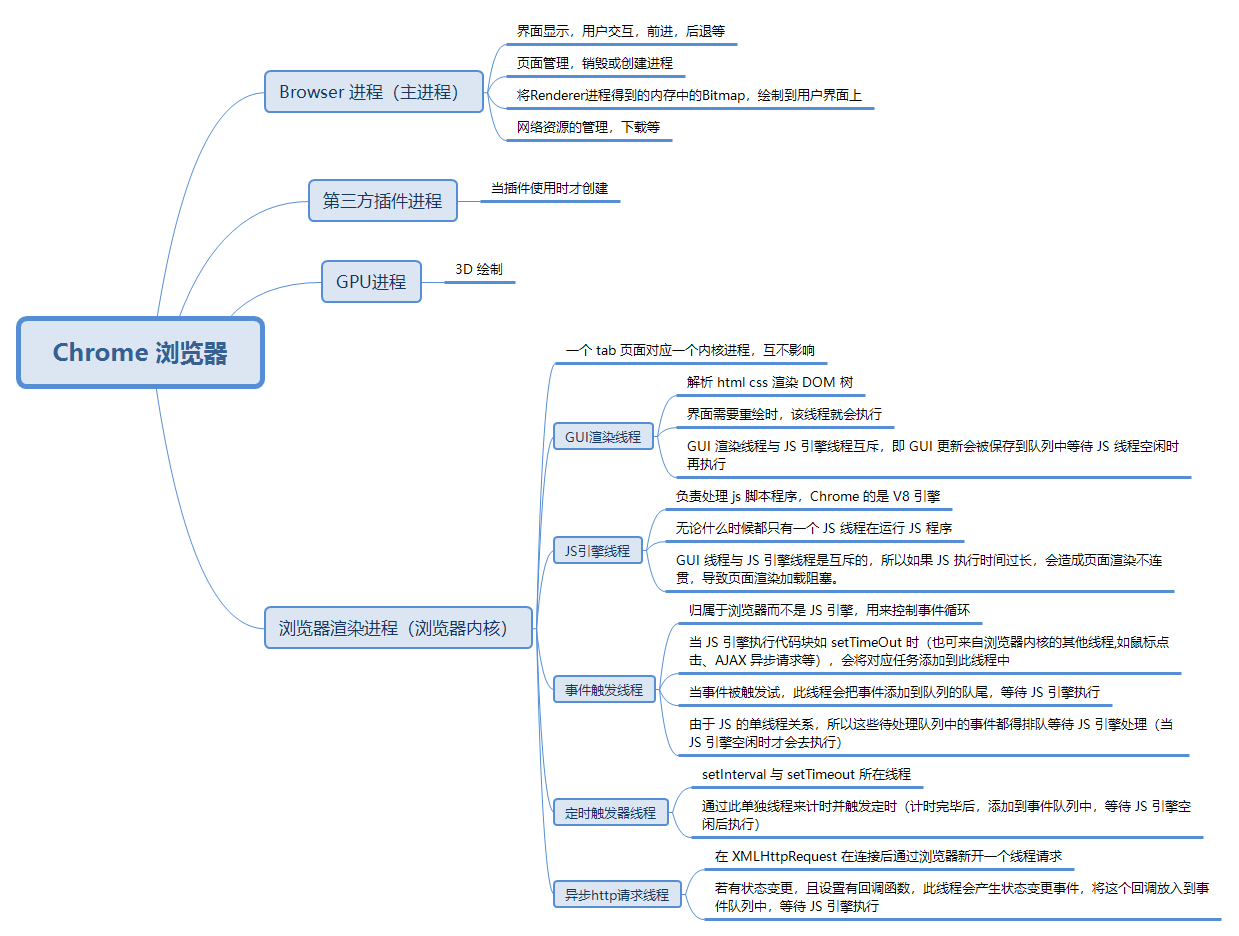 界面显示，用户交互，前进，后退等
页面管理，销毁或创建进程
Browser 进程（主进程）
将Renderer进程得到的内存中的Bitmap，绘制到用户界面上
网络资源的管理，下载等
当插件使用时才创建
第三方插件进程
3D 绘制
GPU进程
Chrome 浏览器
一个 tab 页面对应一个内核进程，互不影响
解析 html css 渲染 DOM 树
界面需要重绘时，该线程就会执行
GUI渲染线程
GUI 渲染线程与 JS 引擎线程互斥，即 GUI 更新会被保存到队列中等待 JS 线程空闲时
再执行
负责处理 js 脚本程序，Chrome 的是 V8 引擎
无论什么时候都只有一个 JS 线程在运行 JS 程序
JS引擎线程
GUI 线程与 JS 引擎线程是互斥的，所以如果 JS 执行时间过长，会造成页面渲染不连
贯，导致页面渲染加载阻塞。
浏览器渲染进程（浏览器内核）
归属于浏览器而不是 JS 引擎，用来控制事件循环
当 JS 引擎执行代码块如 setTimeOut 时（也可来自浏览器内核的其他线程,如鼠标点
击、AJAX 异步请求等），会将对应任务添加到此线程中
事件触发线程
当事件被触发试，此线程会把事件添加到队列的队尾，等待 JS 引擎执行
由于 JS 的单线程关系，所以这些待处理队列中的事件都得排队等待 JS 引擎处理（当
JS 引擎空闲时才会去执行）
setInterval 与 setTimeout 所在线程
定时触发器线程
通过此单独线程来计时并触发定时（计时完毕后，添加到事件队列中，等待 JS 引擎空
闲后执行）
在 XMLHttpRequest 在连接后通过浏览器新开一个线程请求
异步http请求线程
若有状态变更，且设置有回调函数，此线程会产生状态变更事件，将这个回调放入到事
件队列中，等待 JS 引擎执行